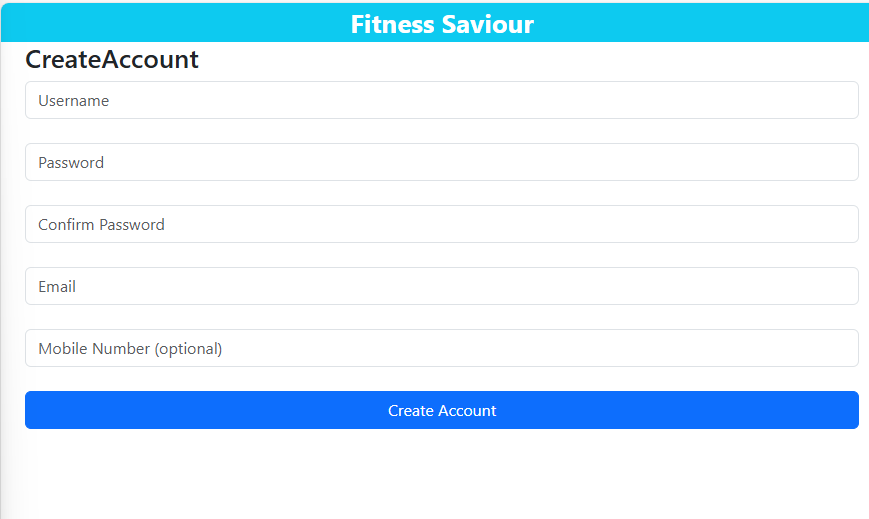 Fitness Saviour
CreateAccount
Username
Password
Confirm Password
Email
Mobile Number (optional)
Create Account